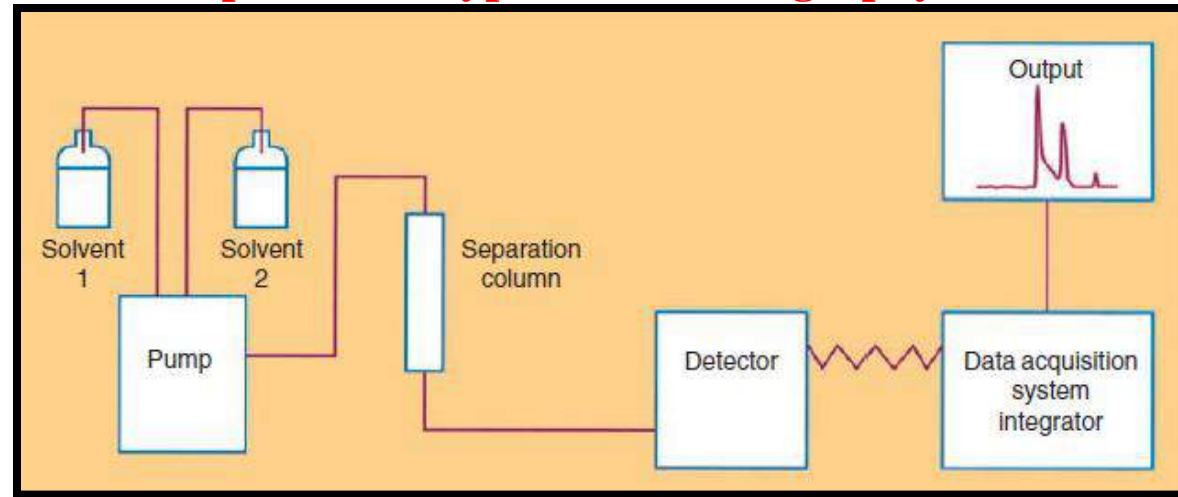 Output
Solvent
1
Solvent
2
Separation
column
Pump
Detector
Data acquisition
system
integrator